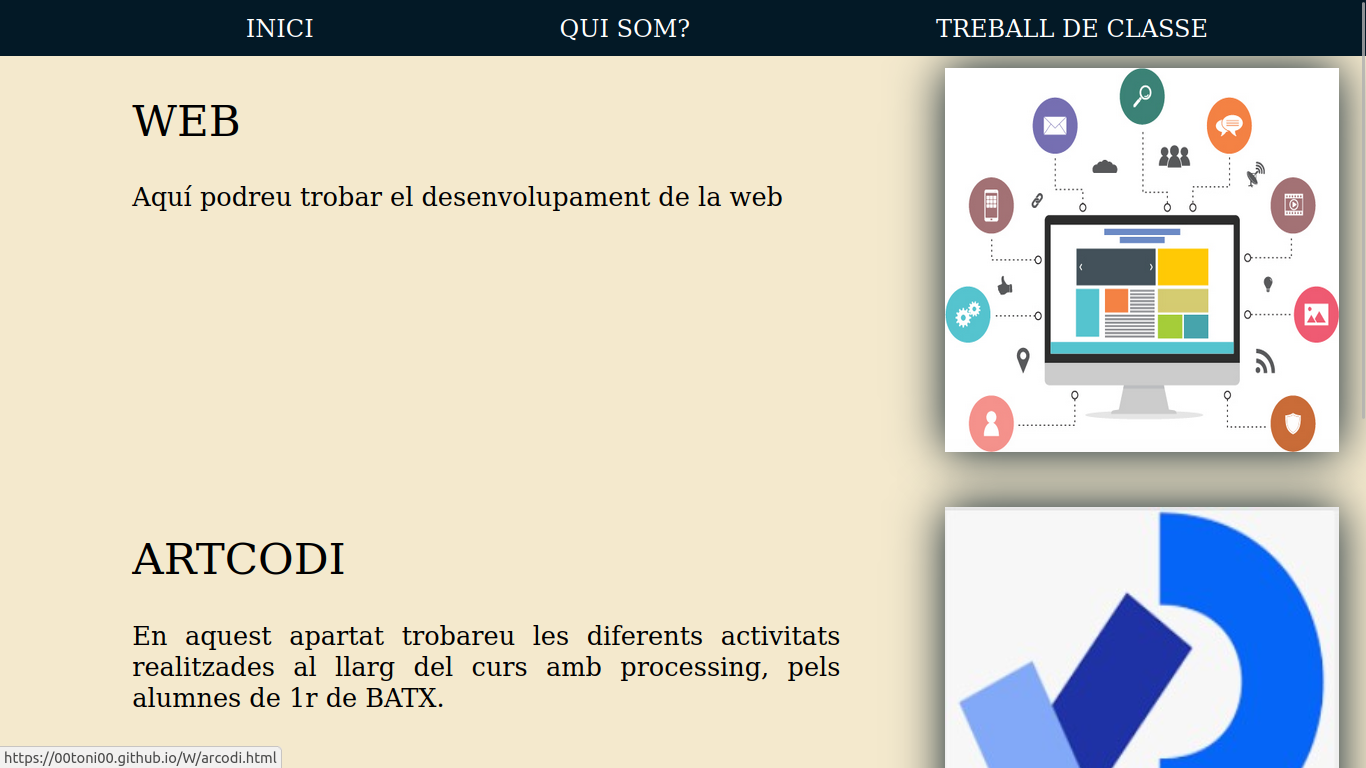 INICI
QUI SOM?
TREBALL DE CLASSE
WEB
Aquí podreu trobar el desenvolupament de la web
ARTCODI
En aquest apartat trobareu les diferents activitats
realitzades al llarg del curs amb processing, pels
alumnes de 1r de BATX.
https://00toni00.github.io/W/arcodi.html